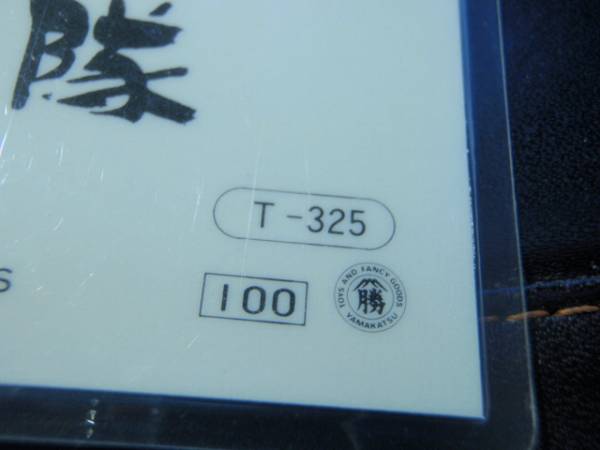 隊
T-325
s
100
TOYS AND FANCY GOODS
勝
YAMAKATSU